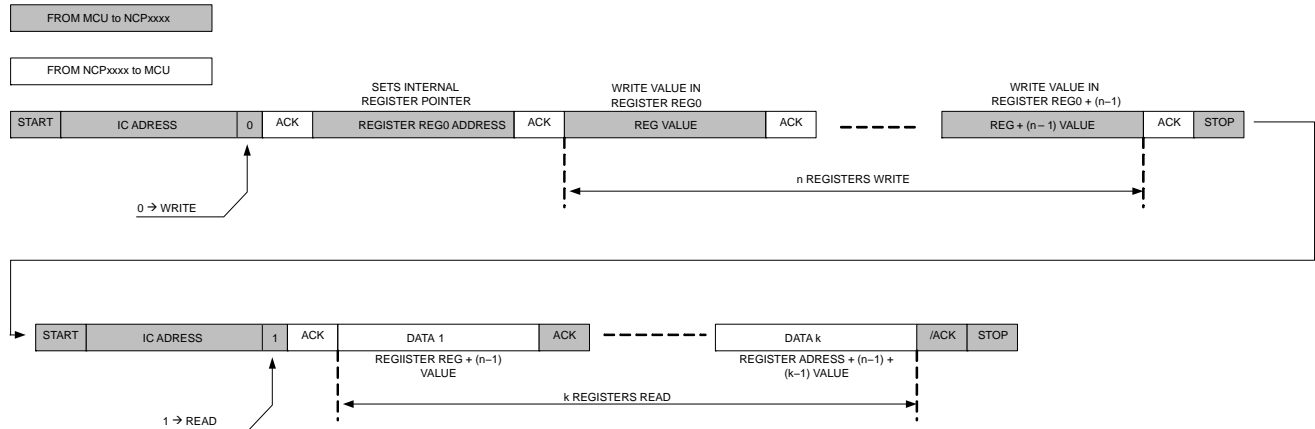 FROM MCU to NCPxxxx
FROM NCPxxxx to MCU
SETS INTERNAL
REGISTER POINTER
WRITE VALUE IN
REGISTER REG0
WRITE VALUE IN
REGISTER REG0 + (n−1)
START IC ADRESS 0 ACK REGISTER REG0 ADDRESS ACK REG VALUE ACK REG + (n − 1) VALUE ACK STOP
n REGISTERS WRITE
0 → WRITE
START IC ADRESS 1 ACK DATA 1 ACK DATA k /ACK STOP
REGIISTER REG + (n−1)
VALUE
REGISTER ADRESS + (n−1) +
(k−1) VALUE
k REGISTERS READ
1 → READ